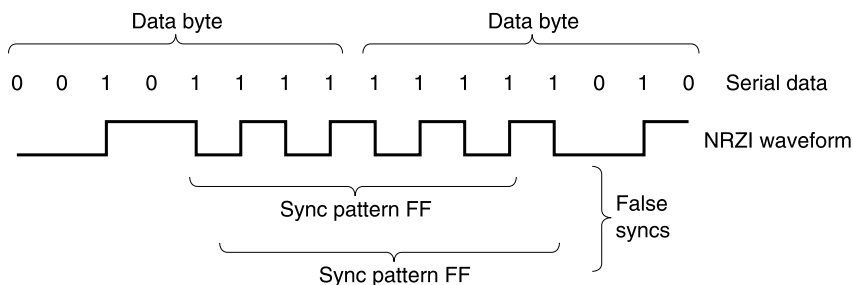 Data byte Data byte
0 0 1 0 1 1 1 1 1 1 1 1 1 0 1 0 Serial data
NRZI waveform
Sync pattern FF
False
syncs
Sync pattern FF